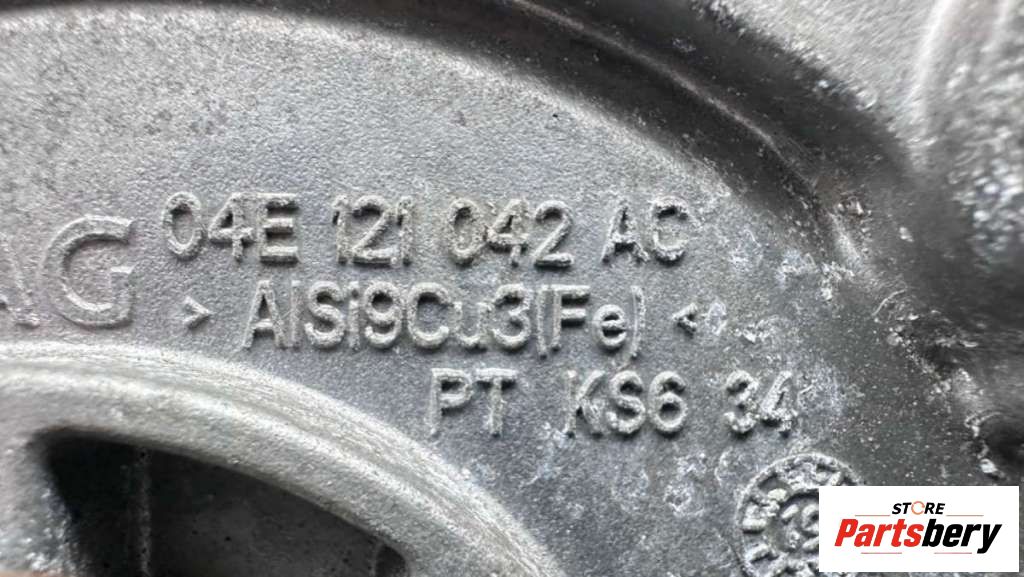 04E 121 042 AC
AG
> AlSi9Cu3(Fe) <
PT KS6 34
STORE
Partsbery